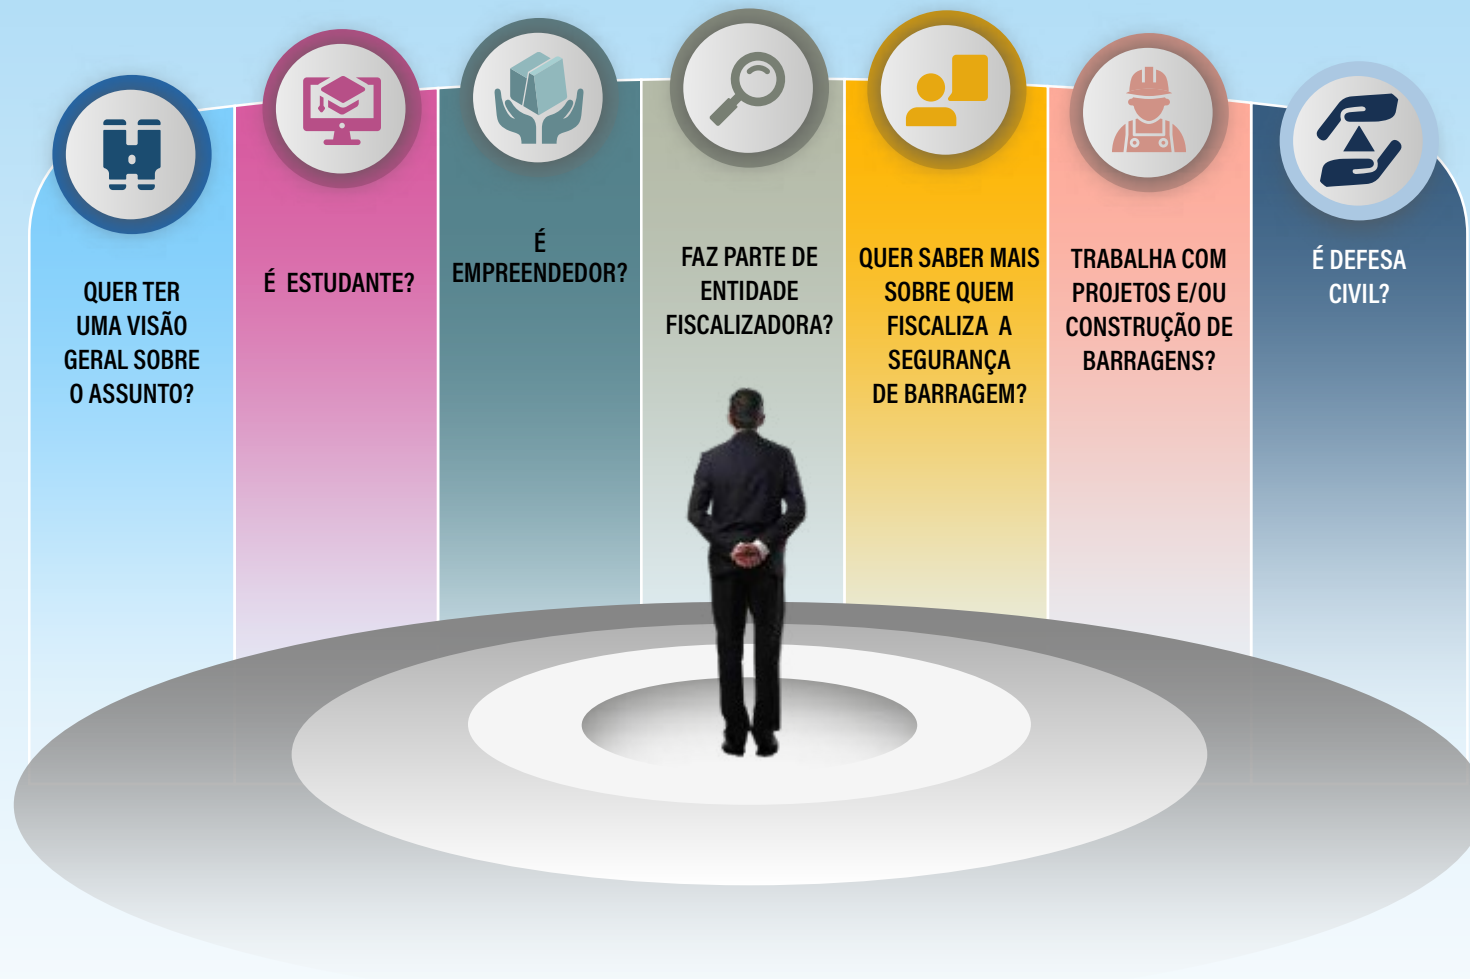 QUER TER
UMA VISÃO
GERAL SOBRE
O ASSUNTO?
É ESTUDANTE?
É
EMPREENDEDOR?
FAZ PARTE DE
ENTIDADE
FISCALIZADORA?
QUER SABER MAIS
SOBRE QUEM
FISCALIZA A
SEGURANÇA
DE BARRAGEM?
TRABALHA COM
PROJETOS E/OU
CONSTRUÇÃO DE
BARRAGENS?
É DEFESA
CIVIL?